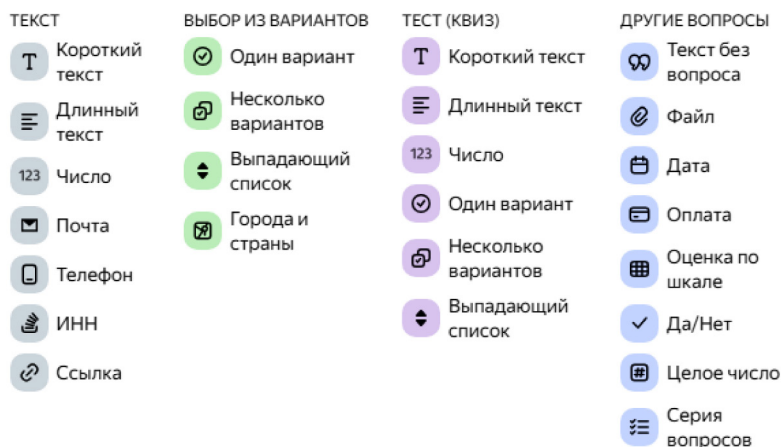 ТЕКСТ
Короткий
текст
Длинный
текст
123 Число
Почта
Телефон
ИНН
Ссылка
ВЫБОР ИЗ ВАРИАНТОВ
Один вариант
Несколько
вариантов
Выпадающий
список
Города и
страны
ТЕСТ (КВИЗ)
T Короткий текст
Длинный текст
123 Число
Один вариант
Несколько
вариантов
Выпадающий
список
ДРУГИЕ ВОПРОСЫ
Текст без
вопроса
Файл
Дата
Оплата
Оценка по
шкале
Да/Нет
# Целое число
Серия
вопросов